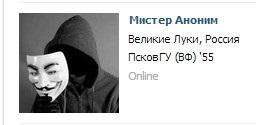 Мистер Аноним
Великие Луки, Россия
ПсковГУ (ВФ) '55
Online